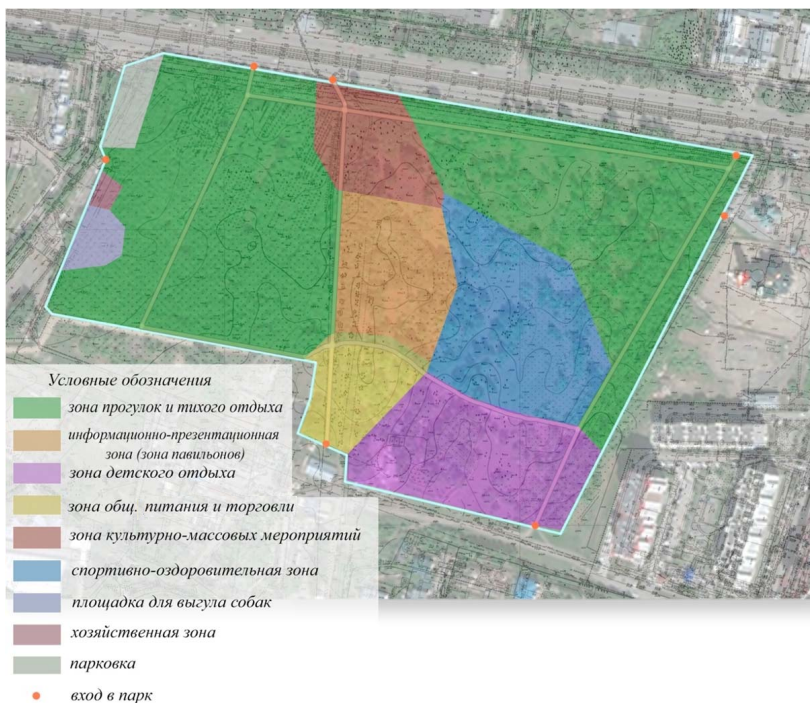 Условные обозначения
зона прогулок и тихого отдыха
информационно-презентационная
зона (зона павильонов)
зона детского отдыха
зона общ. питания и торговли
зона культурно-массовых мероприятий
спортивно-оздоровительная зона
площадка для выгула собак
хозяйственная зона
парковка
вход в парк